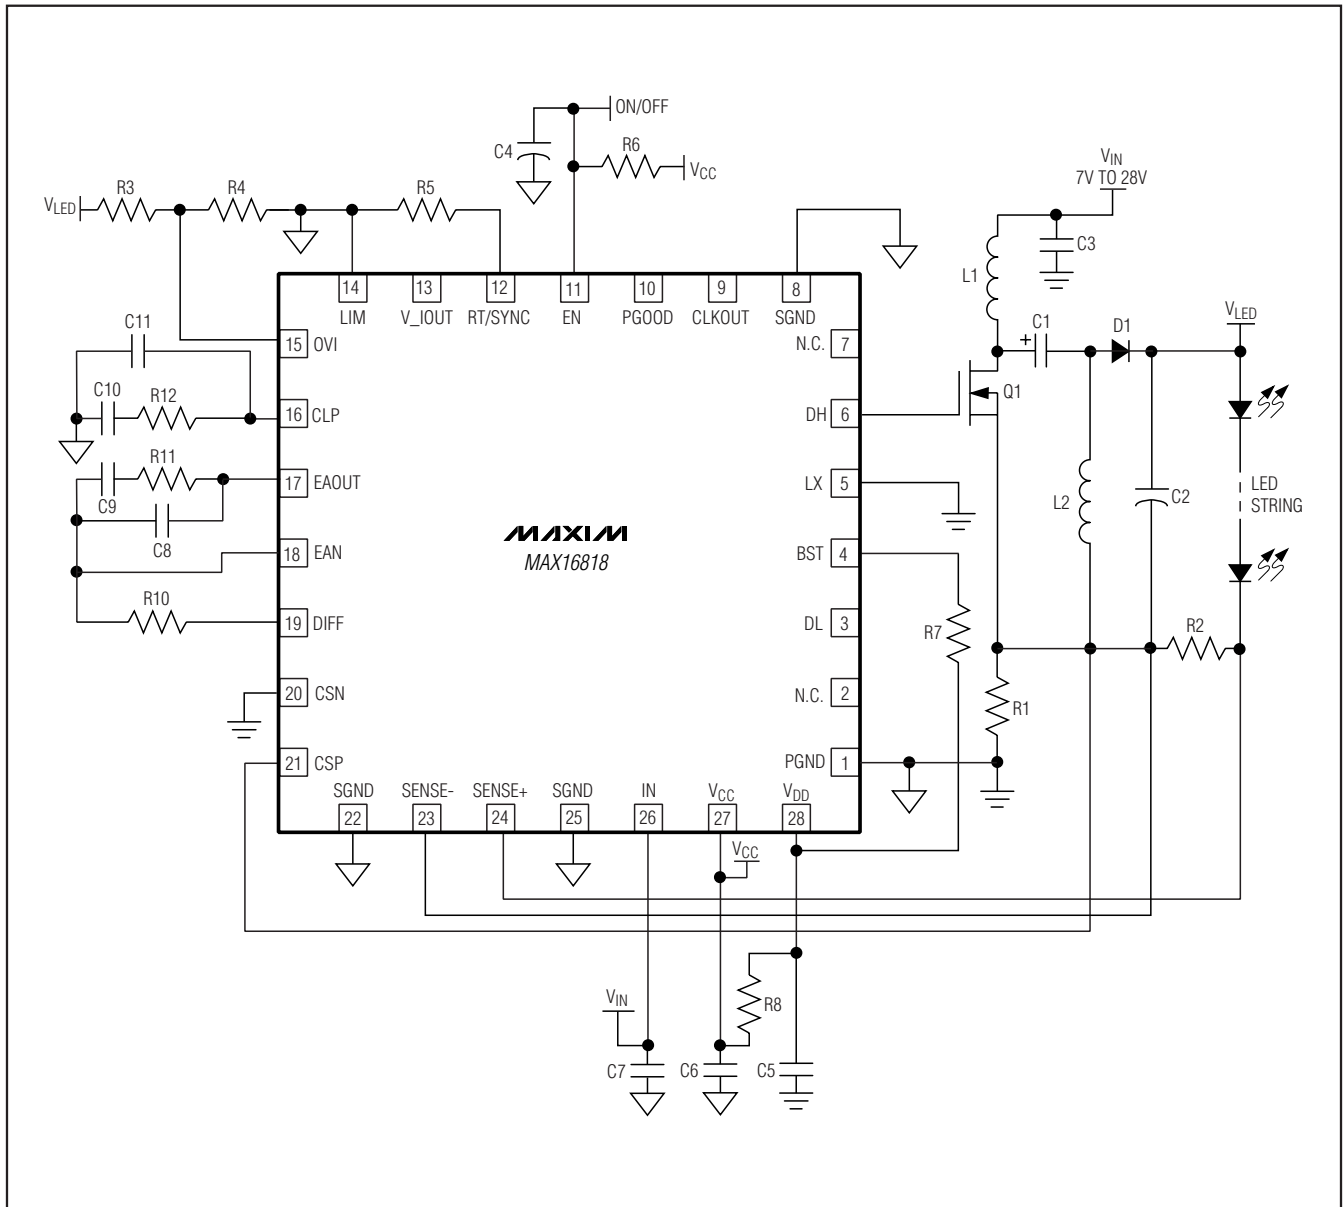 ON/OFF
C4
R6
VCC
VIN
7V TO 28V
R3
R4
R5
VLED
C3
L1
14
13
12
11
10
9
8
LIM
V_IOUT
RT/SYNC
EN
PGOOD
CLKOUT
SGND
C11
15 OVI
N.C. 7
+
C1
D1
VLED
C10
R12
16 CLP
DH 6
Q1
R11
17 EAOUT
LX 5
C9
C8
L2
C2
LED
STRING
MAXIM
MAX16818
18 EAN
BST 4
R10
19 DIFF
DL 3
R7
R2
20 CSN
N.C. 2
R1
21 CSP
PGND 1
SGND
SENSE-
SENSE+
SGND
IN
VCC
VDD
22
23
24
25
26
27
28
VCC
VIN
R8
C7
C6
C5